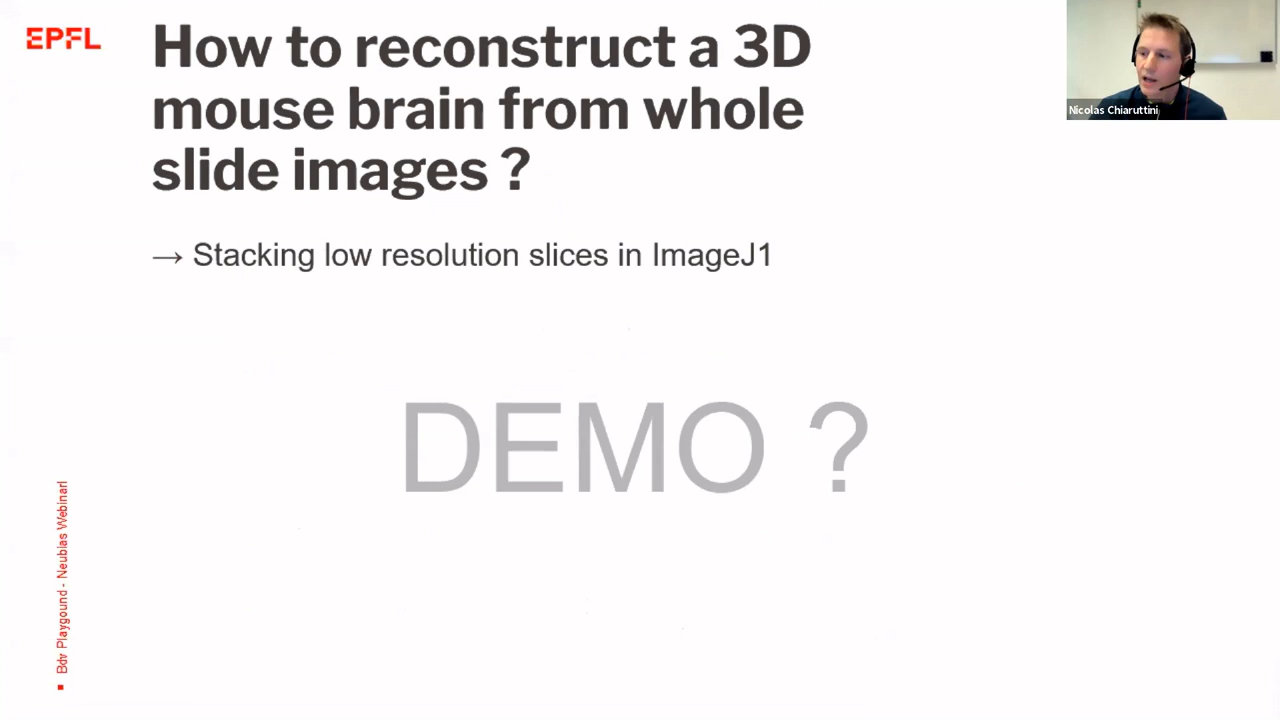 EPFL
How to reconstruct a 3D
mouse brain from whole
slide images ?
→ Stacking low resolution slices in ImageJ1
DEMO ?
Bdv Playgound - Neubias Webinarl
Nicolas Chiaruttini